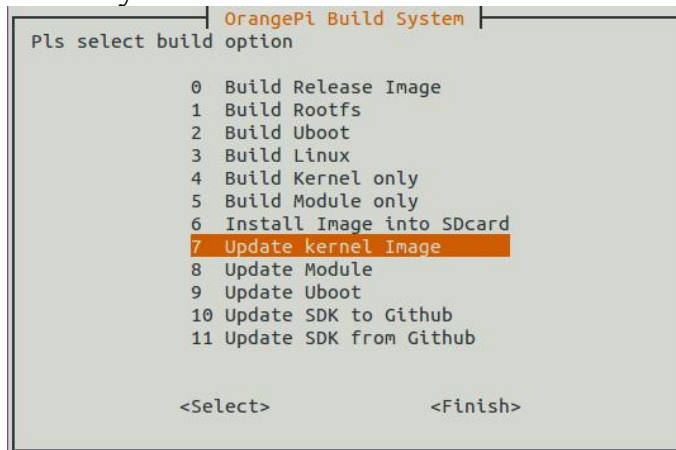 OrangePi Build System
Pls select build option
0 Build Release Image
1 Build Rootfs
2 Build Uboot
3 Build Linux
4 Build Kernel only
5 Build Module only
6 Install Image into SDcard
7 Update kernel Image
8 Update Module
9 Update Uboot
10 Update SDK to Github
11 Update SDK from Github
<Select> <Finish>